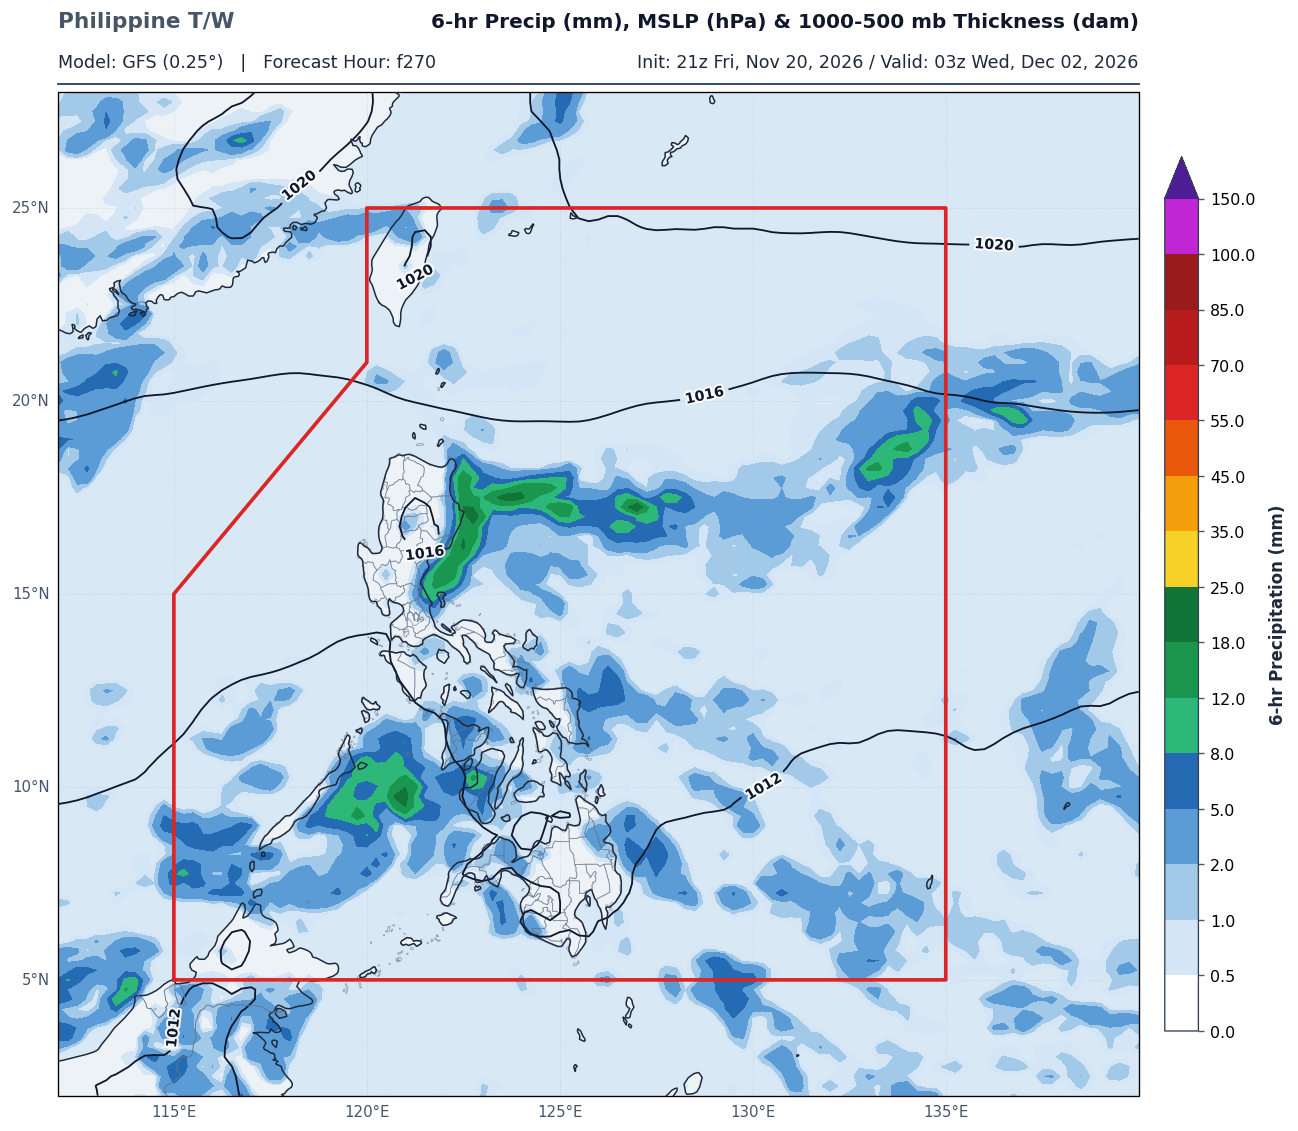 Philippine T/W
6-hr Precip (mm), MSLP (hPa) & 1000-500 mb Thickness (dam)
Model: GFS (0.25°) | Forecast Hour: f270
Init: 21z Fri, Nov 20, 2026 / Valid: 03z Wed, Dec 02, 2026
1020
1020
1020
1016
1016
1012
1012
25°N
20°N
15°N
10°N
5°N
115°E
120°E
125°E
130°E
135°E
150.0
100.0
85.0
70.0
55.0
45.0
35.0
25.0
18.0
12.0
8.0
5.0
2.0
1.0
0.5
0.0
6-hr Precipitation (mm)